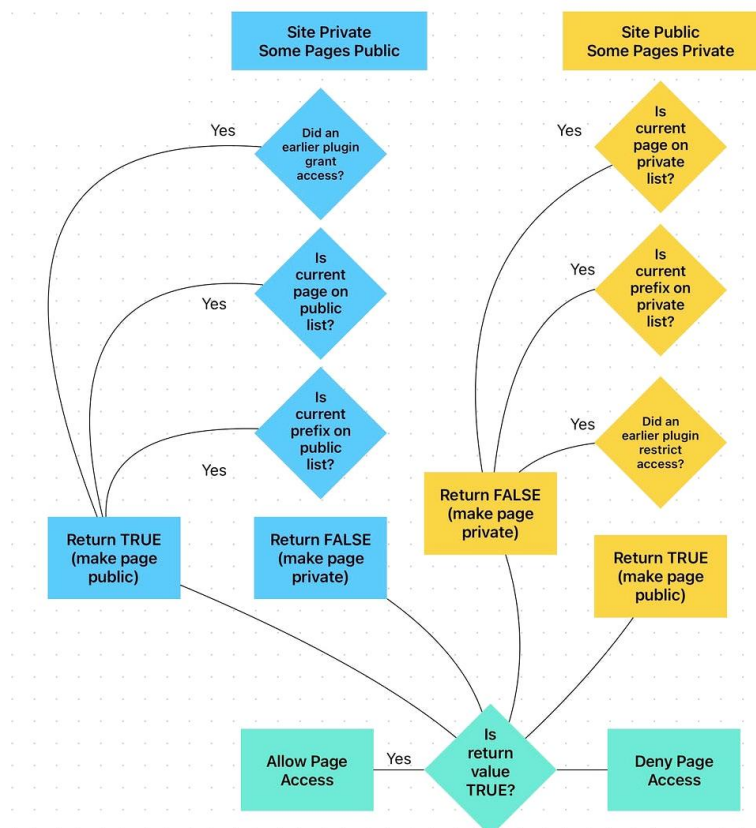 Site Private
Some Pages Public
Site Public
Some Pages Private
Yes
Did an
earlier plugin
grant
access?
Yes
Is
current
page on
private
list?
Yes
Is
current
page on
public
list?
Yes
Is
current
prefix on
private
list?
Yes
Is
current
prefix on
public
list?
Yes
Did an
earlier plugin
restrict
access?
Return TRUE
(make page
public)
Return FALSE
(make page
private)
Return FALSE
(make page
private)
Return TRUE
(make page
public)
Allow Page
Access
Yes
Is
return
value
TRUE?
Deny Page
Access